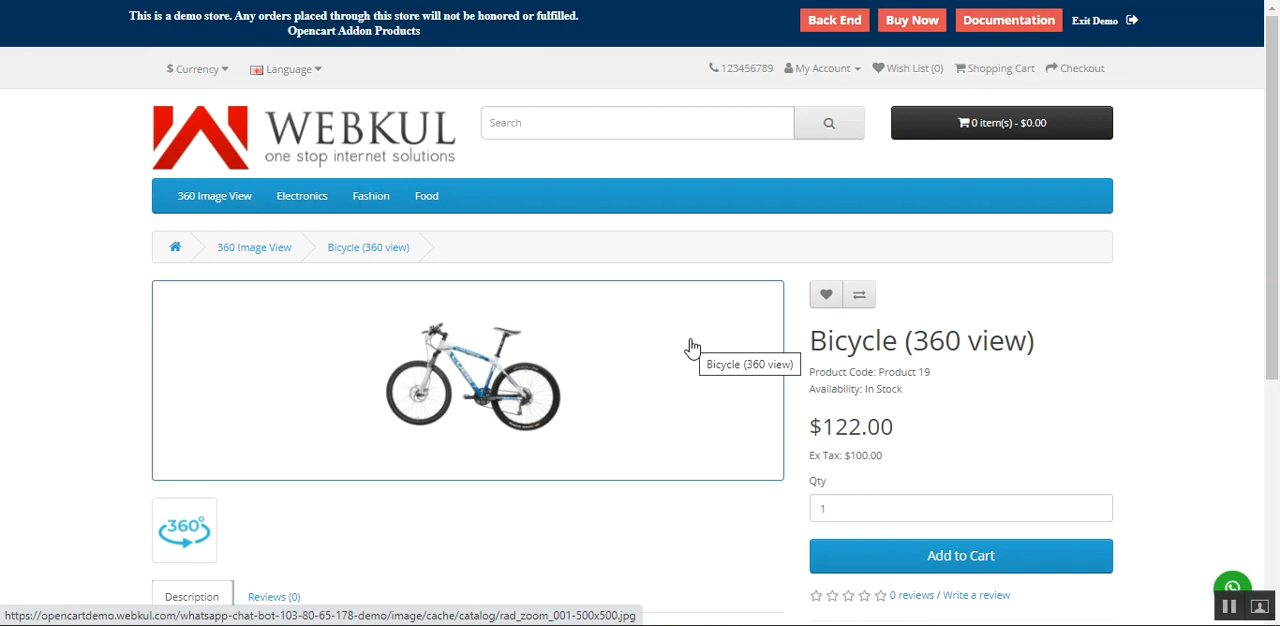 This is a demo store. Any orders placed through this store will not be honored or fulfilled.
Opencart Addon Products
Back End
Buy Now
Documentation
Exit Demo
$ Currency
Language
123456789
My Account
Wish List (0)
Shopping Cart
Checkout
WEBKUL
one stop internet solutions
Search
0 item(s) - $0.00
360 Image View
Electronics
Fashion
Food
360 Image View
Bicycle (360 view)
Bicycle (360 view)
Bicycle (360 view)
Product Code: Product 19
Availability: In Stock
$122.00
Ex Tax: $100.00
Qty
1
Add to Cart
360°
Description
Reviews (0)
0 reviews / Write a review
https://opencartdemo.webkul.com/whatsapp-chat-bot-103-80-65-178-demo/image/cache/catalog/rad_zoom_001-500x500.jpg